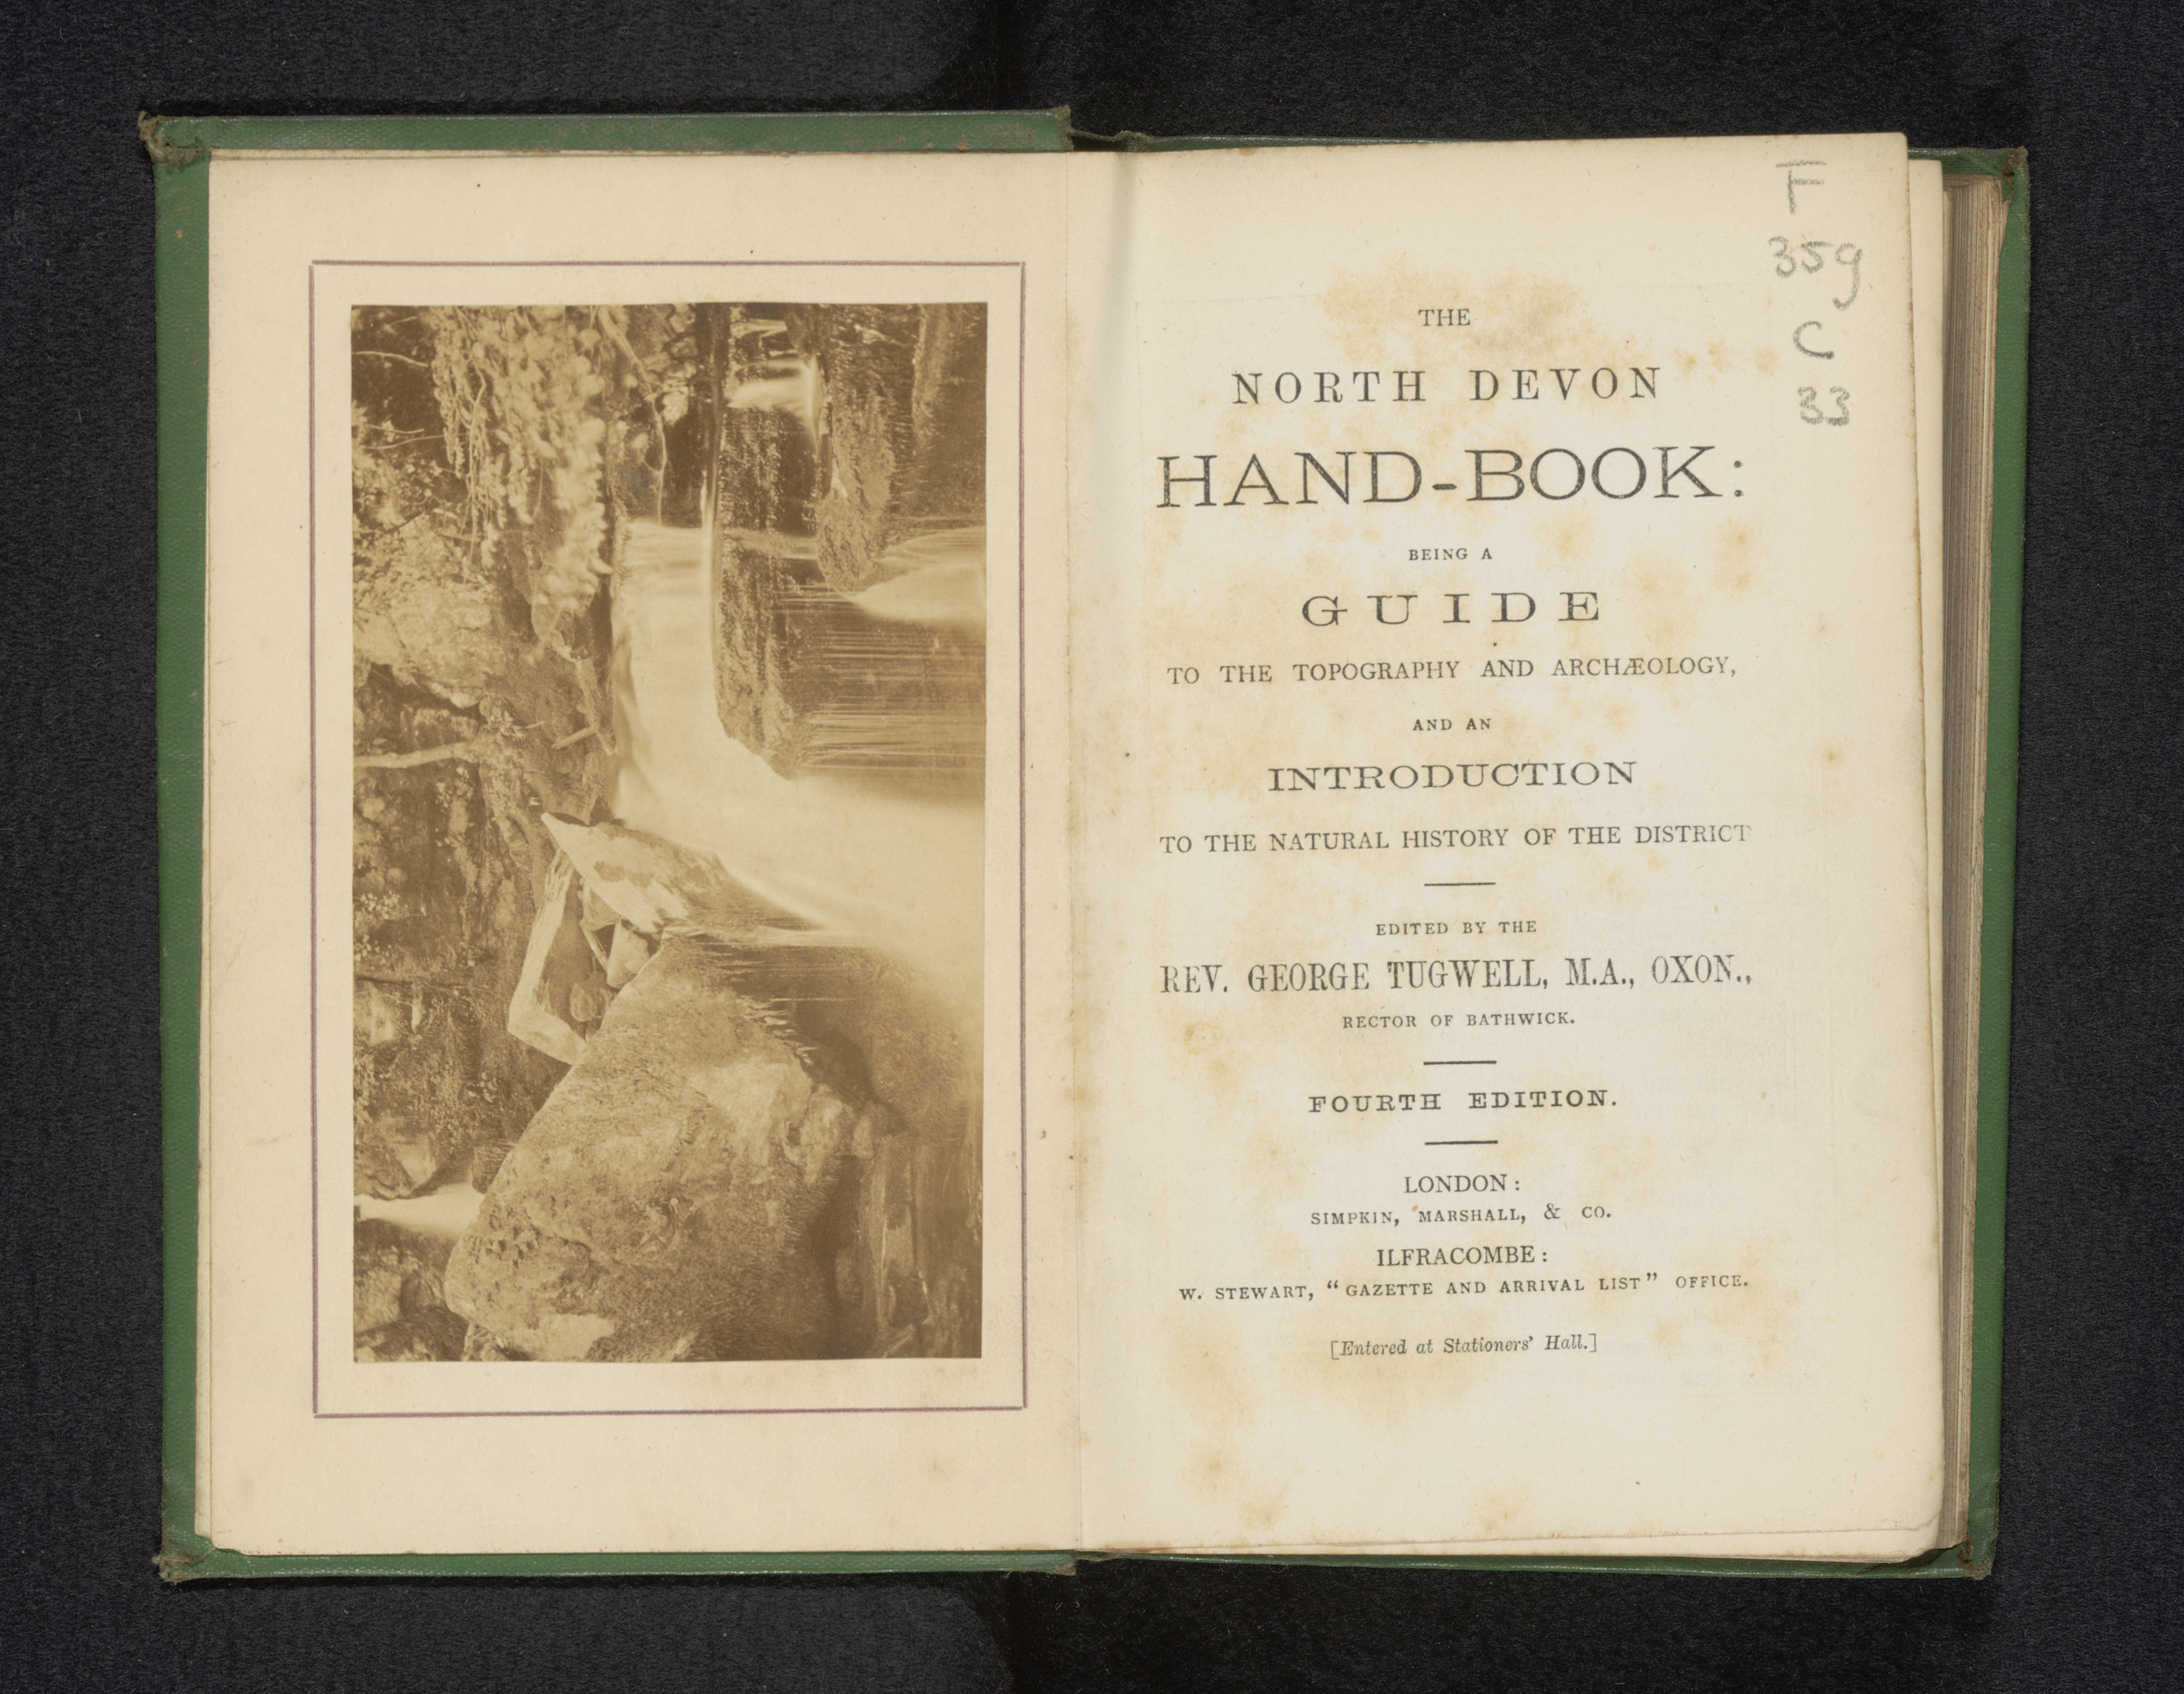 F
35g
C
33
THE
NORTH DEVON
HAND-BOOK:
BEING A
GUIDE
TO THE TOPOGRAPHY AND ARCHÆOLOGY,
AND AN
INTRODUCTION
TO THE NATURAL HISTORY OF THE DISTRICT
EDITED BY THE
REV. GEORGE TUGWELL, M.A., OXON.,
RECTOR OF BATHWICK.
FOURTH EDITION.
LONDON:
SIMPKIN, MARSHALL, & CO.
ILFRACOMBE:
W. STEWART, "GAZETTE AND ARRIVAL LIST" OFFICE.
[Entered at Stationers' Hall.]